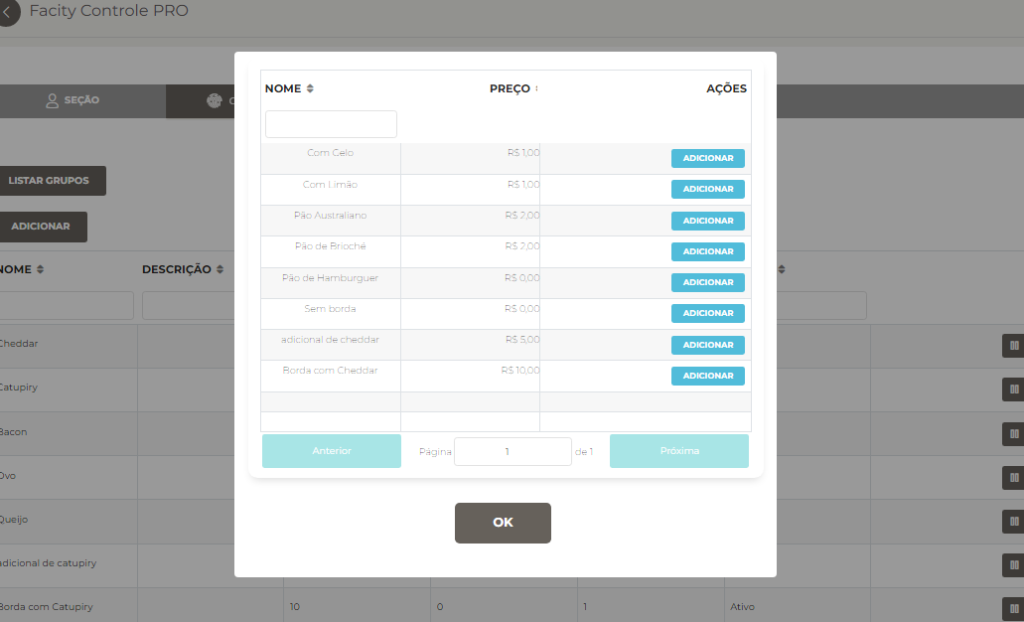 Facity Controle PRO
SEÇÃO
LISTAR GRUPOS
ADICIONAR
NOME DESCRIÇÃO
Cheddar
Catupiry
Bacon
Ovo
Queijo
adicional de catupiry
Borda com Catupiry 10 0 1 Ativo
NOME PREÇO AÇÕES
Com Gelo R$ 1,00 ADICIONAR
Com Limão R$ 1,00 ADICIONAR
Pão Australiano R$ 2,00 ADICIONAR
Pão de Brioché R$ 2,00 ADICIONAR
Pão de Hamburguer R$ 0,00 ADICIONAR
Sem borda R$ 0,00 ADICIONAR
adicional de cheddar R$ 5,00 ADICIONAR
Borda com Cheddar R$ 10,00 ADICIONAR
Anterior Página 1 de 1 Próxima
OK